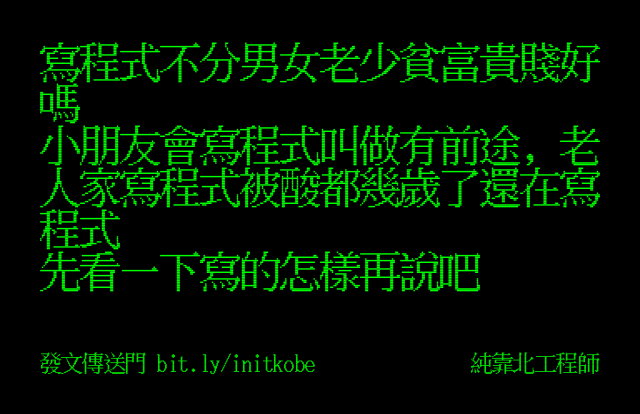 寫程式不分男女老少貧富貴賤好
嗎
小朋友會寫程式叫做有前途，老
人家寫程式被酸都幾歲了還在寫
程式
先看一下寫的怎樣再說吧
發文傳送門 bit.ly/initkobe
純靠北工程師